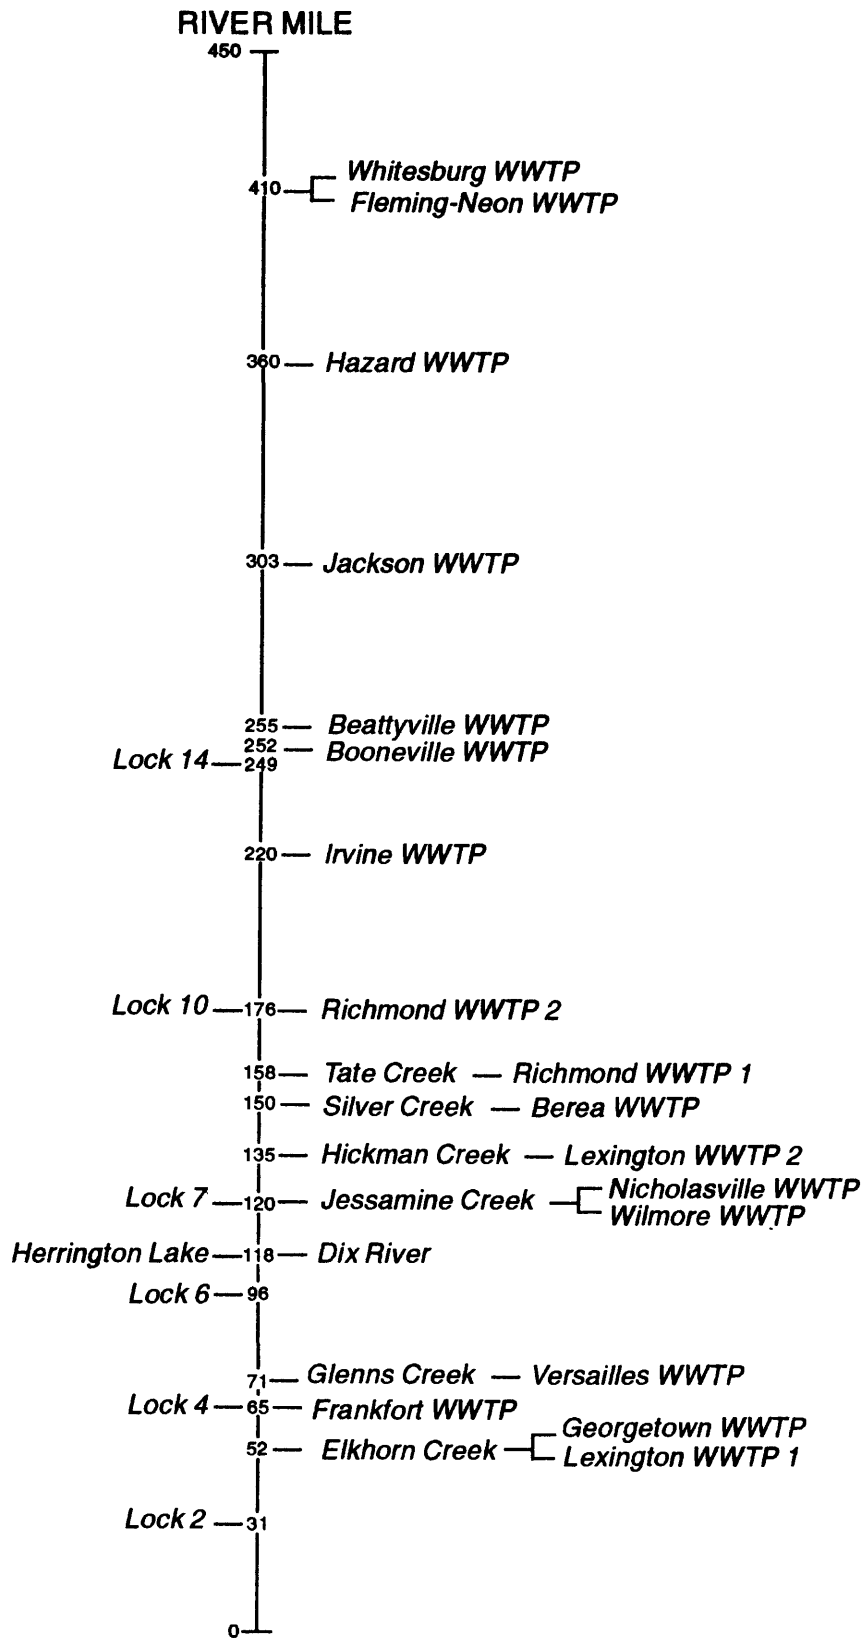 RIVER MILE
450
410 Whitesburg WWTP
Fleming-Neon WWTP
360 Hazard WWTP
303 Jackson WWTP
255 Beattyville WWTP
252 Booneville WWTP
Lock 14 249
220 Irvine WWTP
Lock 10 176 Richmond WWTP 2
158 Tate Creek Richmond WWTP 1
150 Silver Creek Berea WWTP
135 Hickman Creek Lexington WWTP 2
Lock 7 120 Jessamine Creek Nicholasville WWTP
Wilmore WWTP
Herrington Lake 118 Dix River
Lock 6 96
71 Glenns Creek Versailles WWTP
Lock 4 65 Frankfort WWTP
52 Elkhorn Creek Georgetown WWTP
Lexington WWTP 1
Lock 2 31
0